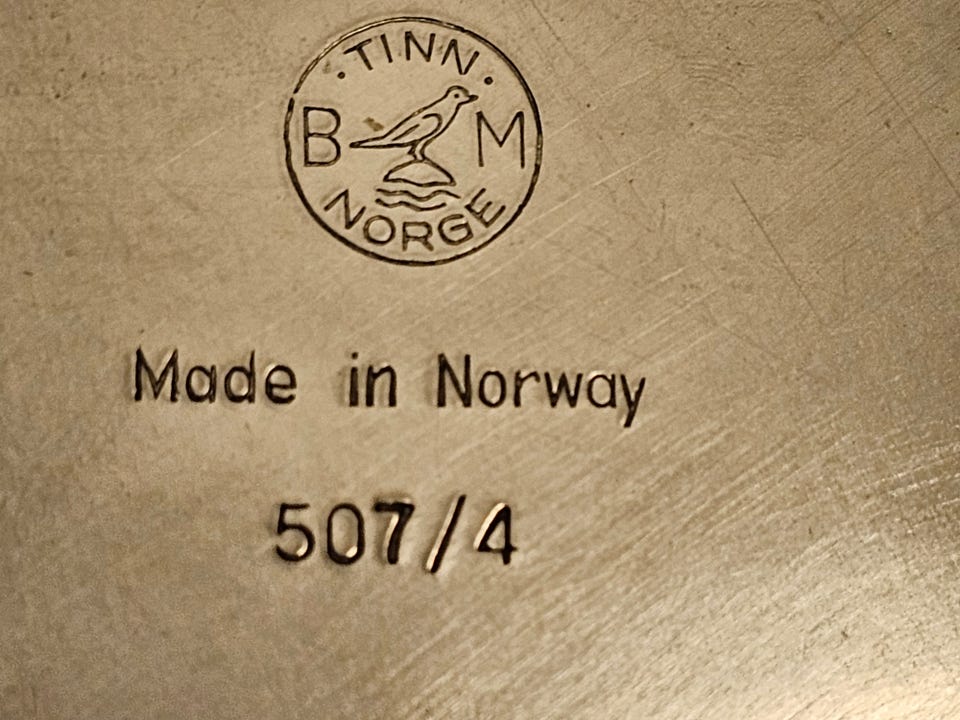 · TINN ·
B M
NORGE
Made in Norway
507/4